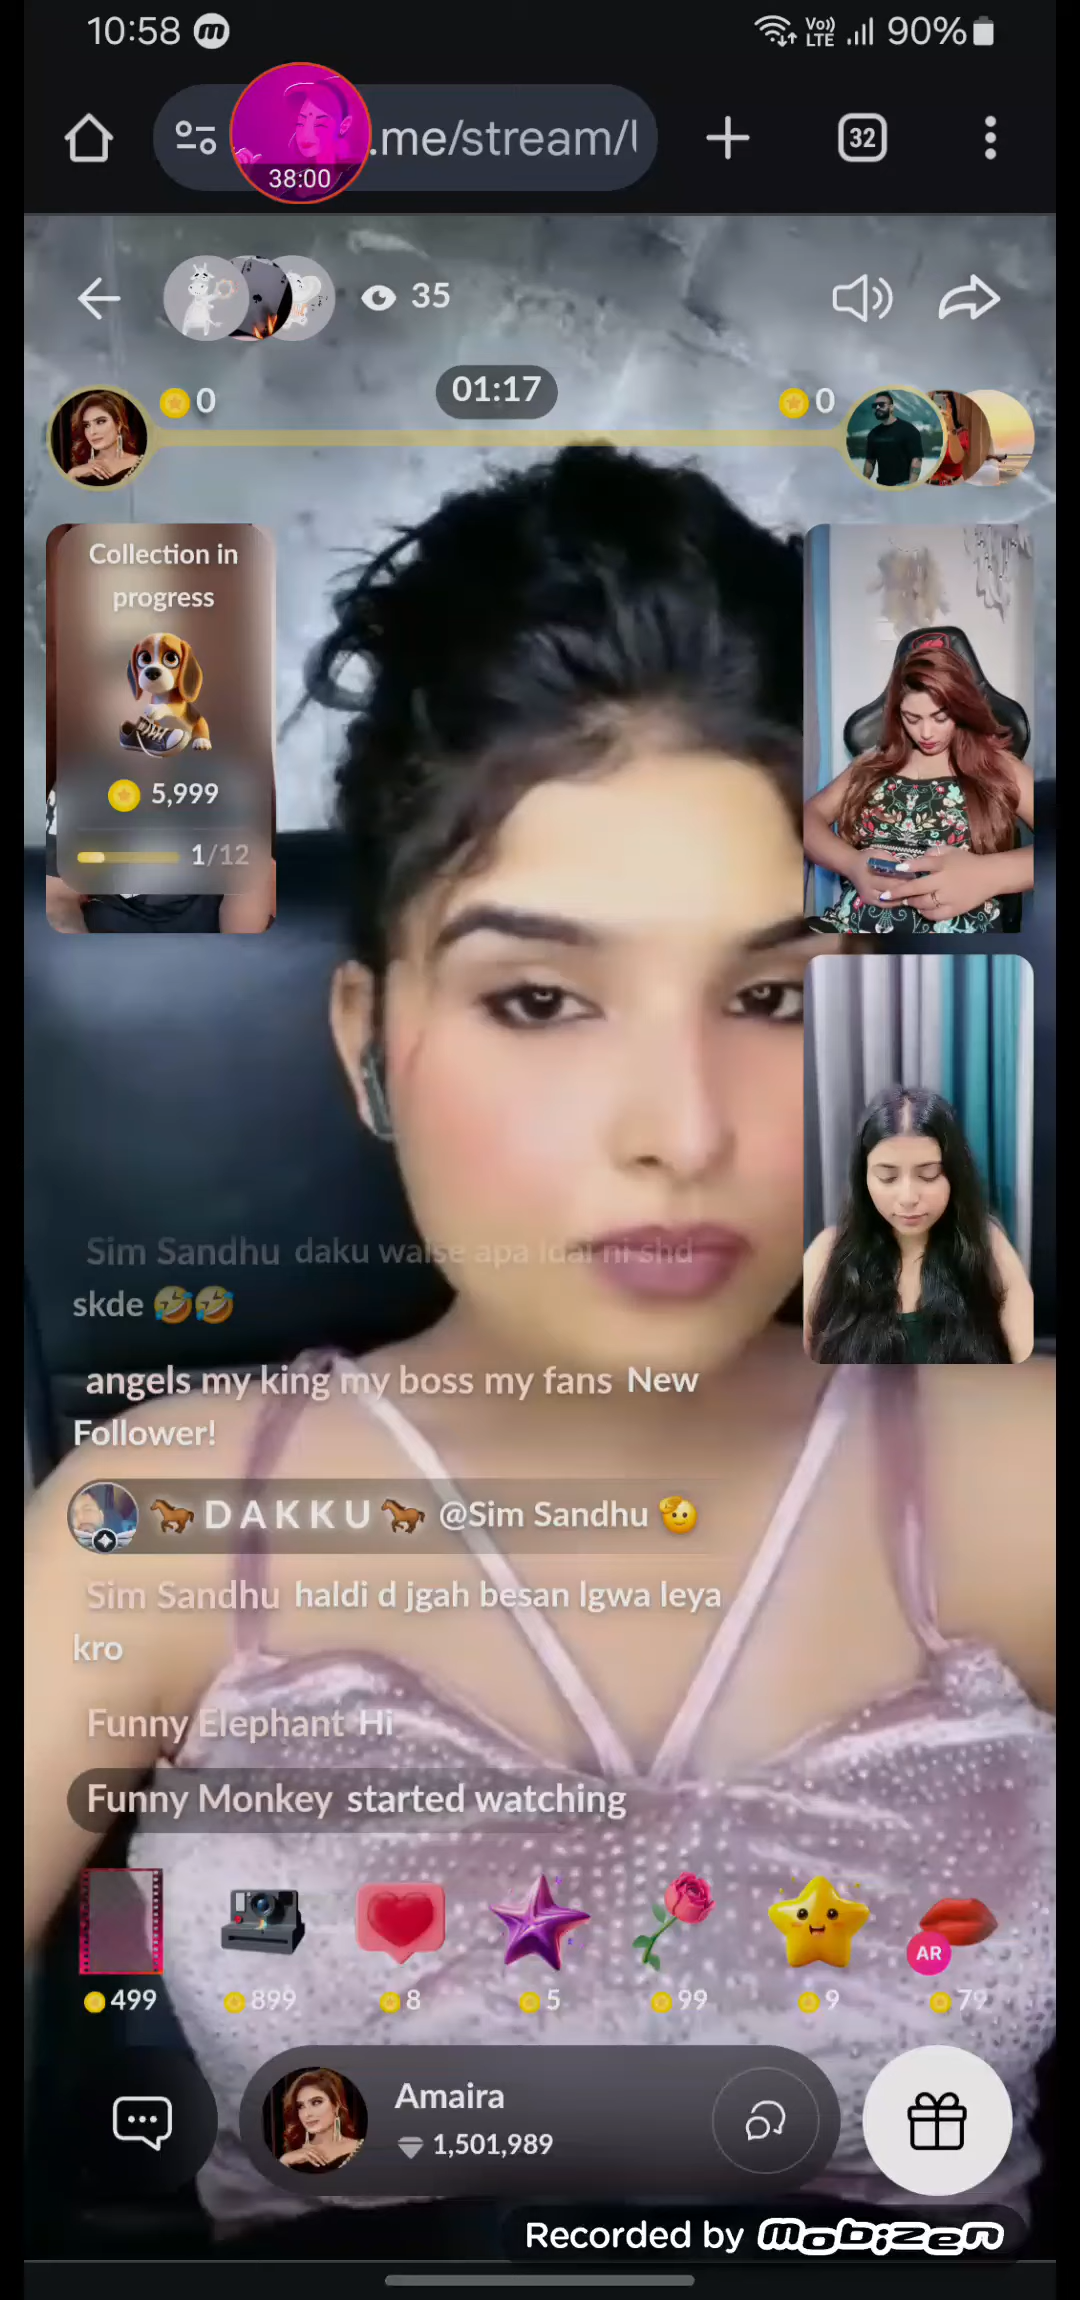 10:58
Vo))
LTE
90%
.me/stream/l
32
38:00
35
0
01:17
0
Collection in
progress
5,999
1/12
Sim Sandhu daku walse apa ldai ni shd
skde 🤣🤣
angels my king my boss my fans New
Follower!
🐎 D A K K U 🐎 @Sim Sandhu 🫡
Sim Sandhu haldi d jgah besan lgwa leya
kro
Funny Elephant Hi
Funny Monkey started watching
AR
499
899
8
5
99
9
79
Amaira
1,501,989
Recorded by Mobizen